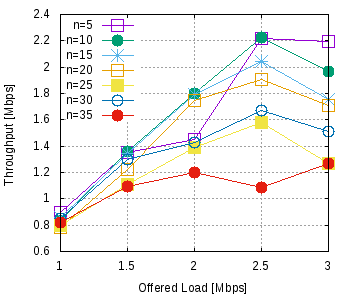 2.4
2.2
2
1.8
1.6
1.4
1.2
1
0.8
0.6
Throughput [Mbps]
n=5
n=10
n=15
n=20
n=25
n=30
n=35
1 1.5 2 2.5 3
Offered Load [Mbps]